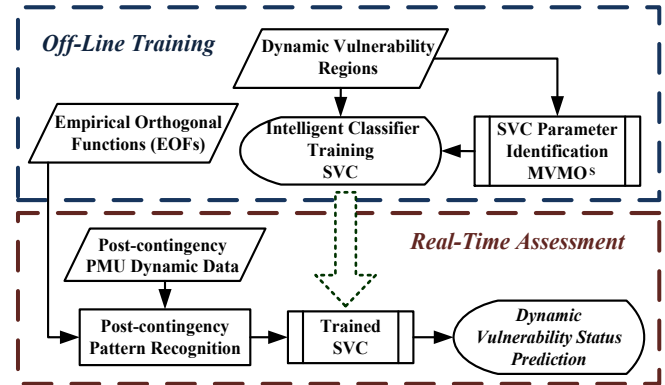 Off-Line Training
Dynamic Vulnerability
Regions
Empirical Orthogonal
Functions (EOFs)
Intelligent Classifier
Training
SVC
SVC Parameter
Identification
MVMOˢ
Real-Time Assessment
Post-contingency
PMU Dynamic Data
Post-contingency
Pattern Recognition
Trained
SVC
Dynamic
Vulnerability Status
Prediction